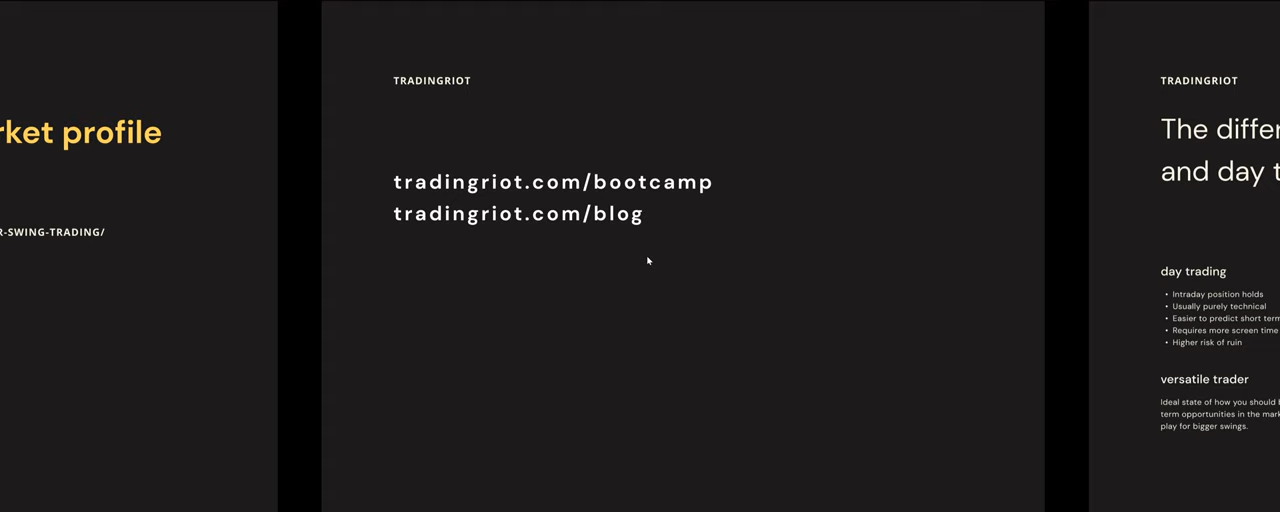 rket profile
R-SWING-TRADING/
TRADINGRIOT
tradingriot.com/bootcamp
tradingriot.com/blog
TRADINGRIOT
The differ
and day t
day trading
• Intraday position holds
• Usually purely technical
• Easier to predict short term
• Requires more screen time
• Higher risk of ruin
versatile trader
Ideal state of how you should b
term opportunities in the mark
play for bigger swings.